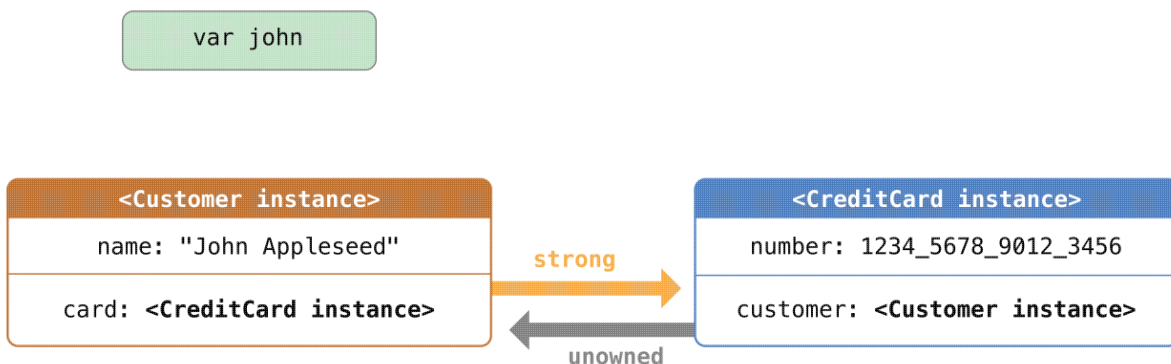 var john
<Customer instance>
name: "John Appleseed"
card: <CreditCard instance>
strong
unowned
<CreditCard instance>
number: 1234_5678_9012_3456
customer: <Customer instance>